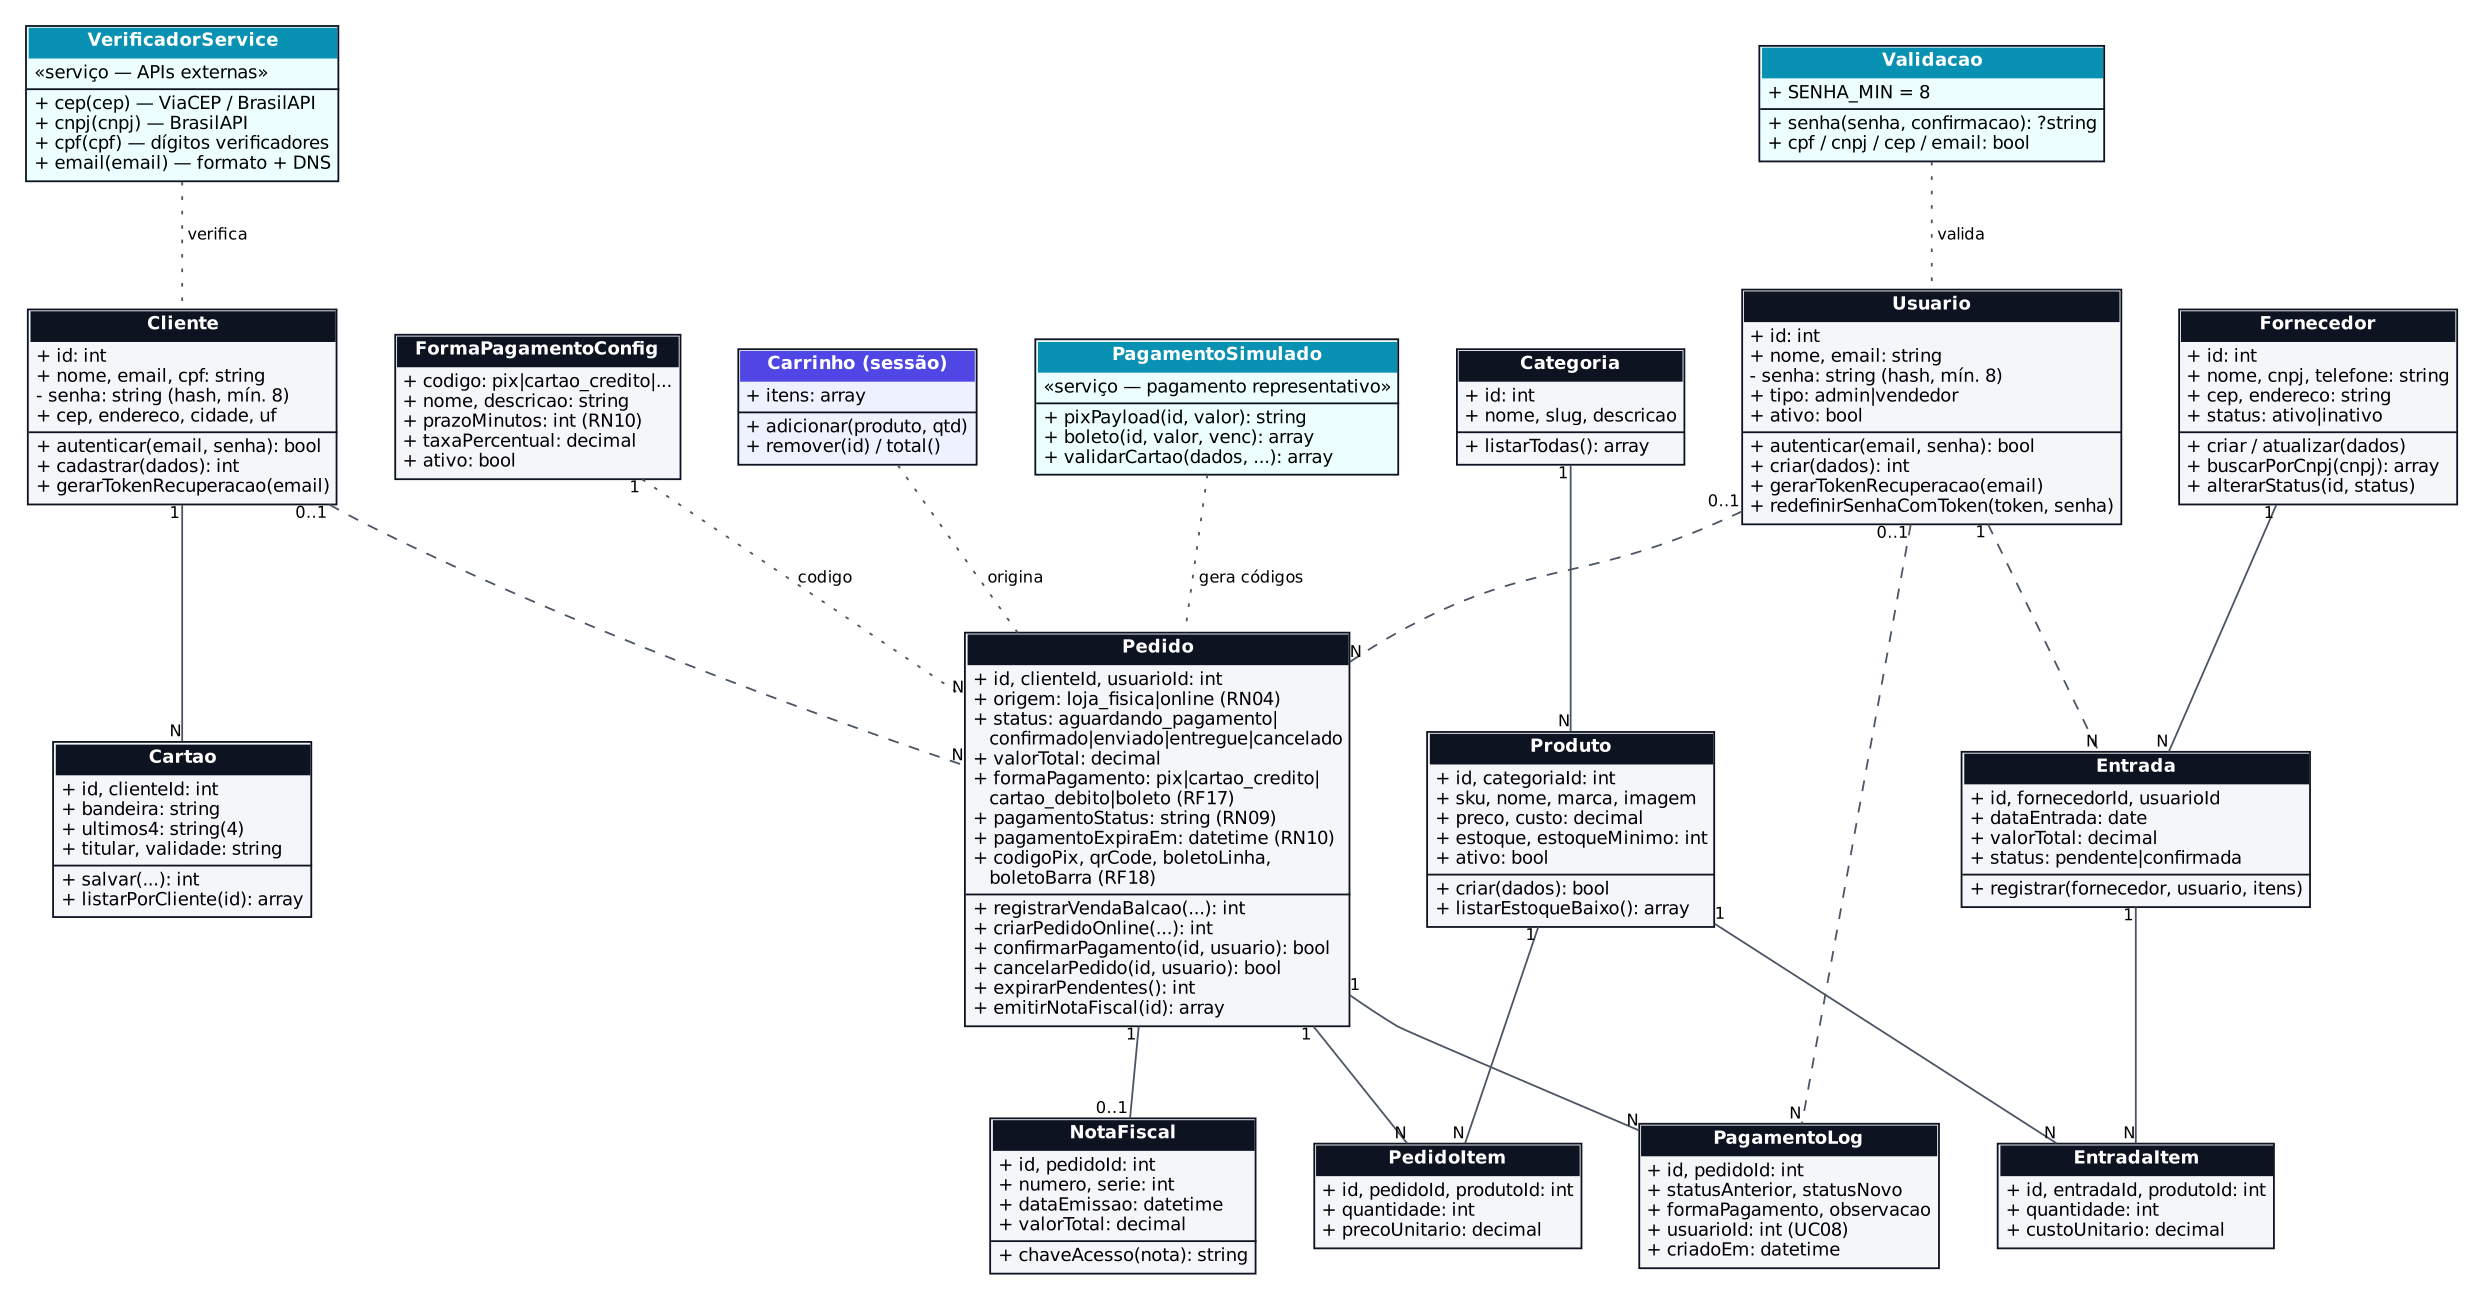 VerificadorService
«serviço — APIs externas»
+ cep(cep) — ViaCEP / BrasilAPI
+ cnpj(cnpj) — BrasilAPI
+ cpf(cpf) — dígitos verificadores
+ email(email) — formato + DNS
Validacao
+ SENHA_MIN = 8
+ senha(senha, confirmacao): ?string
+ cpf / cnpj / cep / email: bool
verifica
valida
Cliente
+ id: int
+ nome, email, cpf: string
- senha: string (hash, mín. 8)
+ cep, endereco, cidade, uf
+ autenticar(email, senha): bool
+ cadastrar(dados): int
+ gerarTokenRecuperacao(email)
1
0..1
FormaPagamentoConfig
+ codigo: pix|cartao_credito|...
+ nome, descricao: string
+ prazoMinutos: int (RN10)
+ taxaPercentual: decimal
+ ativo: bool
1
Carrinho (sessão)
+ itens: array
+ adicionar(produto, qtd)
+ remover(id) / total()
PagamentoSimulado
«serviço — pagamento representativo»
+ pixPayload(id, valor): string
+ boleto(id, valor, venc): array
+ validarCartao(dados, ...): array
Categoria
+ id: int
+ nome, slug, descricao
+ listarTodas(): array
1
Usuario
+ id: int
+ nome, email: string
- senha: string (hash, mín. 8)
+ tipo: admin|vendedor
+ ativo: bool
+ autenticar(email, senha): bool
+ criar(dados): int
+ gerarTokenRecuperacao(email)
+ redefinirSenhaComToken(token, senha)
0..1
0..1
1
Fornecedor
+ id: int
+ nome, cnpj, telefone: string
+ cep, endereco: string
+ status: ativo|inativo
+ criar / atualizar(dados)
+ buscarPorCnpj(cnpj): array
+ alterarStatus(id, status)
1
codigo
origina
gera códigos
N
Cartao
+ id, clienteId: int
+ bandeira: string
+ ultimos4: string(4)
+ titular, validade: string
+ salvar(...): int
+ listarPorCliente(id): array
N
N
N
Pedido
+ id, clienteId, usuarioId: int
+ origem: loja_fisica|online (RN04)
+ status: aguardando_pagamento|
confirmado|enviado|entregue|cancelado
+ valorTotal: decimal
+ formaPagamento: pix|cartao_credito|
cartao_debito|boleto (RF17)
+ pagamentoStatus: string (RN09)
+ pagamentoExpiraEm: datetime (RN10)
+ codigoPix, qrCode, boletoLinha,
boletoBarra (RF18)
+ registrarVendaBalcao(...): int
+ criarPedidoOnline(...): int
+ confirmarPagamento(id, usuario): bool
+ cancelarPedido(id, usuario): bool
+ expirarPendentes(): int
+ emitirNotaFiscal(id): array
1
1
1
N
Produto
+ id, categoriaId: int
+ sku, nome, marca, imagem
+ preco, custo: decimal
+ estoque, estoqueMinimo: int
+ ativo: bool
+ criar(dados): bool
+ listarEstoqueBaixo(): array
1
1
N
N
Entrada
+ id, fornecedorId, usuarioId
+ dataEntrada: date
+ valorTotal: decimal
+ status: pendente|confirmada
+ registrar(fornecedor, usuario, itens)
1
0..1
NotaFiscal
+ id, pedidoId: int
+ numero, serie: int
+ dataEmissao: datetime
+ valorTotal: decimal
+ chaveAcesso(nota): string
N
N
PedidoItem
+ id, pedidoId, produtoId: int
+ quantidade: int
+ precoUnitario: decimal
N
N
PagamentoLog
+ id, pedidoId: int
+ statusAnterior, statusNovo
+ formaPagamento, observacao
+ usuarioId: int (UC08)
+ criadoEm: datetime
N
N
EntradaItem
+ id, entradaId, produtoId: int
+ quantidade: int
+ custoUnitario: decimal